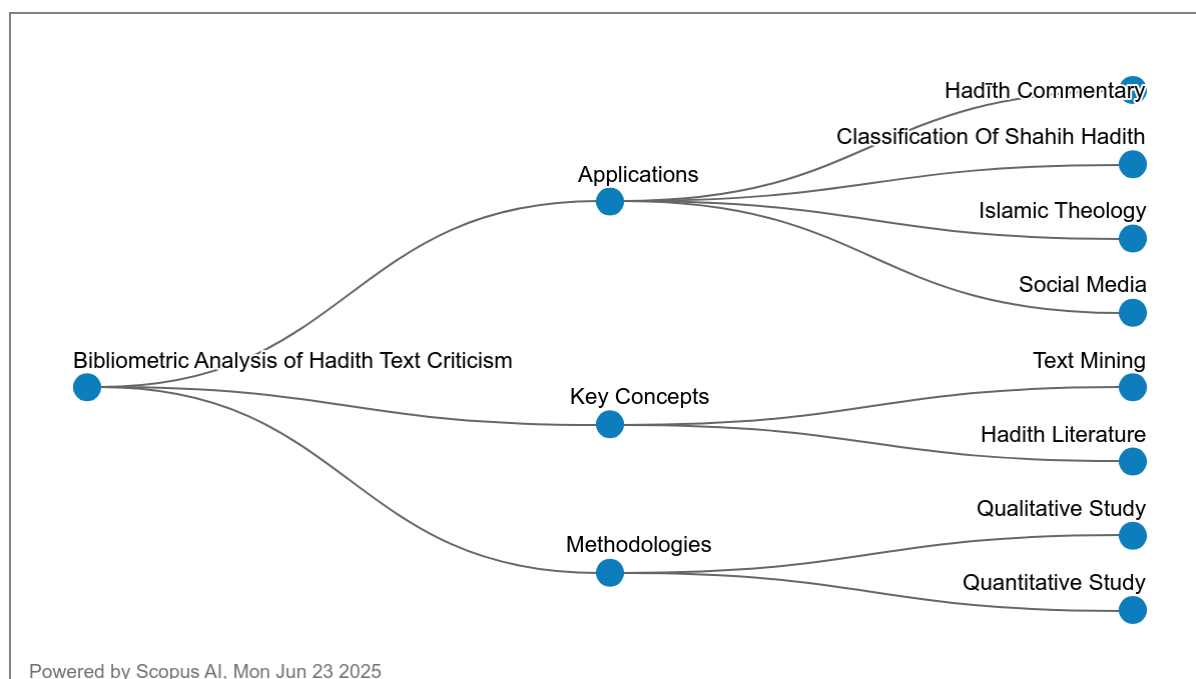 Hadīth Commentary
Classification Of Shahih Hadith
Applications
Islamic Theology
Social Media
Bibliometric Analysis of Hadith Text Criticism
Text Mining
Key Concepts
Hadith Literature
Qualitative Study
Methodologies
Quantitative Study
Powered by Scopus AI, Mon Jun 23 2025